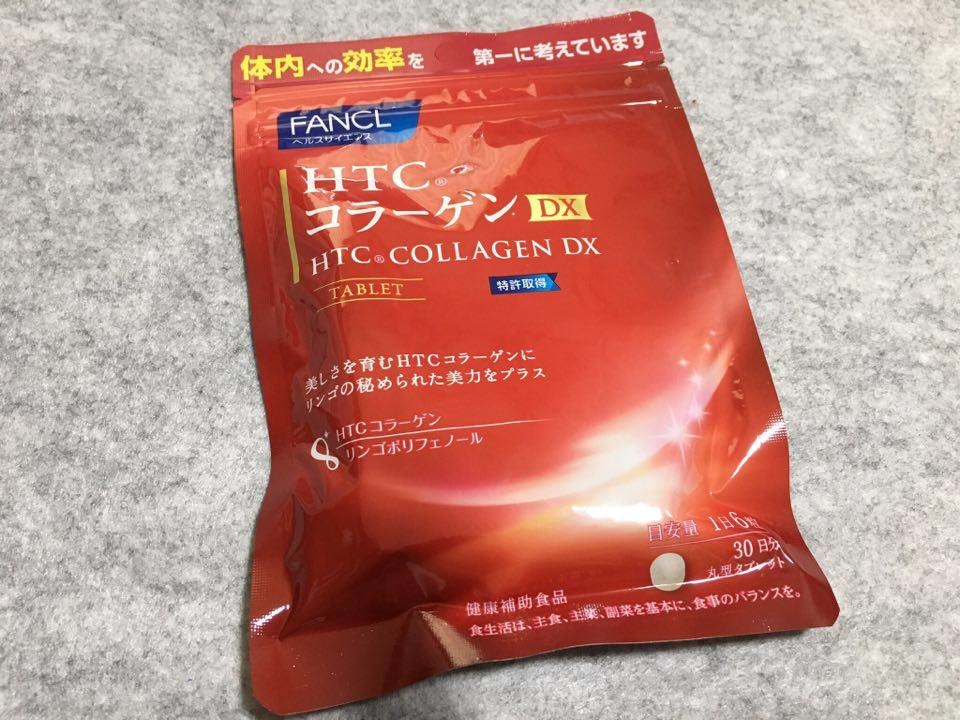 体内への効率を 第一に考えています
FANCL
ヘルスサイエンス
HTC®
コラーゲン DX
HTC® COLLAGEN DX
TABLET
特許取得
美しさを育むHTCコラーゲンに
リンゴの秘められた美力をプラス
HTCコラーゲン
リンゴポリフェノール
目安量 1日6粒
30日分
丸型タブレット
健康補助食品
食生活は、主食、主菜、副菜を基本に、食事のバランスを。